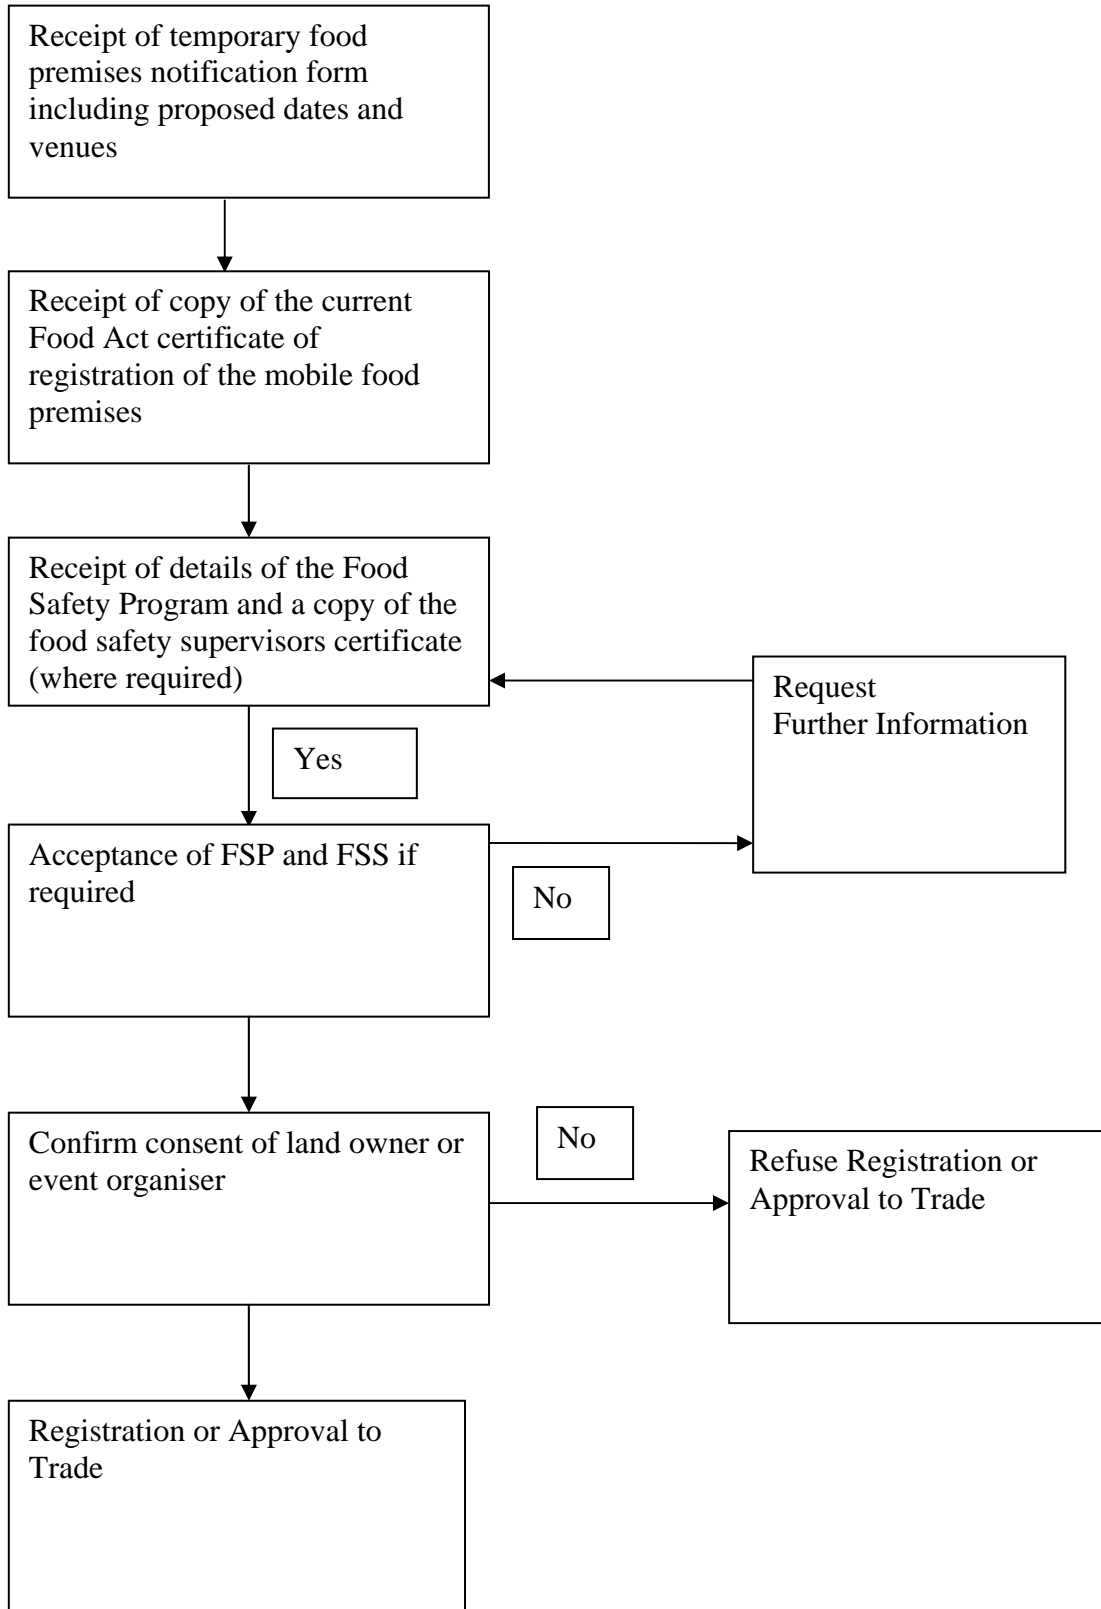 Receipt of temporary food
premises notification form
including proposed dates and
venues
Receipt of copy of the current
Food Act certificate of
registration of the mobile food
premises
Receipt of details of the Food
Safety Program and a copy of the
food safety supervisors certificate
(where required)
Request
Further Information
Yes
Acceptance of FSP and FSS if
required
No
Confirm consent of land owner or
event organiser
No
Refuse Registration or
Approval to Trade
Registration or Approval to
Trade